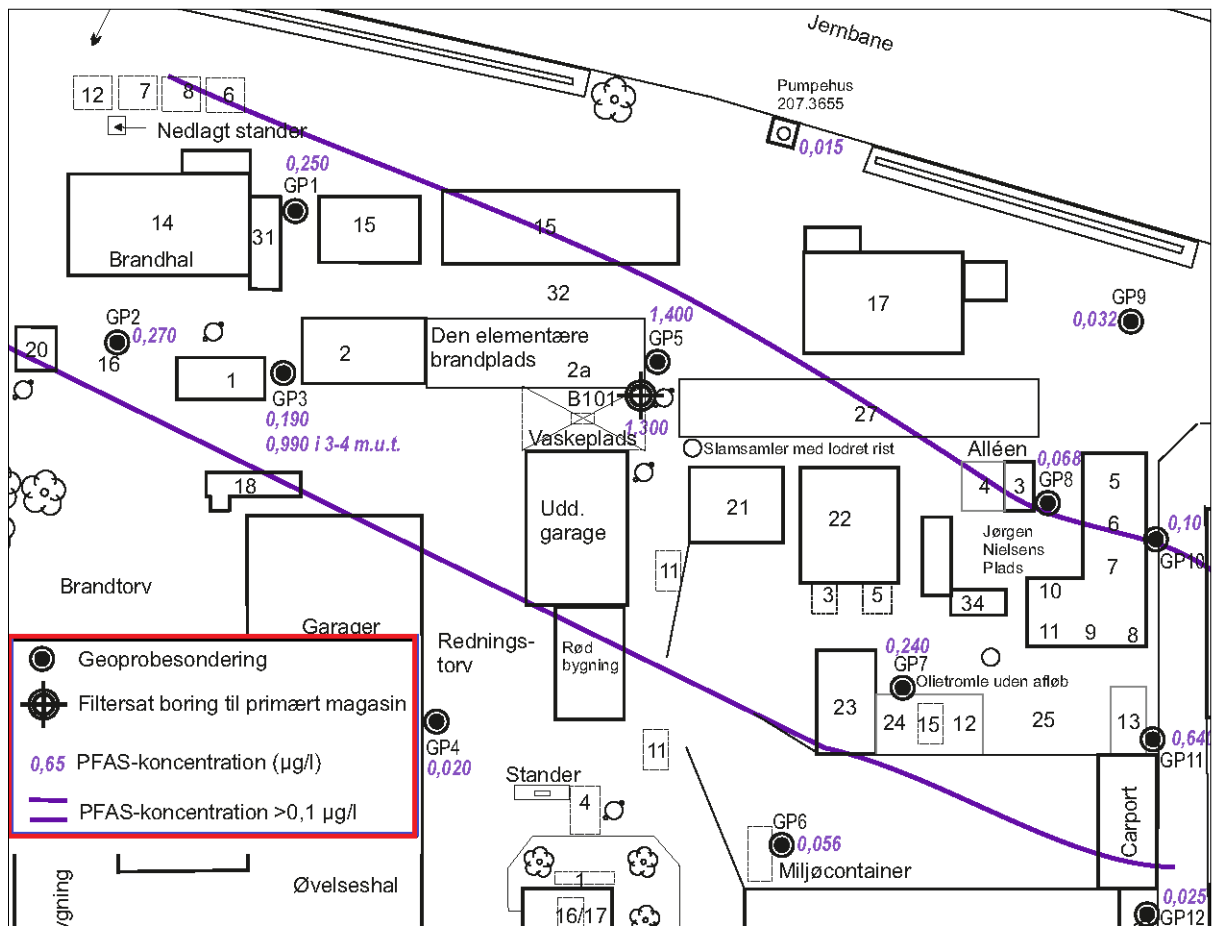 Jernbane
Pumpehus
207.3655
0,015
12
7
8
6
Nedlagt stander
0,250
GP1
14
Brandhal
31
15
15
32
17
GP9
0,032
GP2
0,270
20
16
1
GP3
0,190
0,990 i 3-4 m.u.t.
2
Den elementære
brandplads
2a
1,400
GP5
B101
1,300
Vaskeplads
27
Slamsamler med lodret rist
Alléen
0,068
GP8
4
3
5
6
7
0,10
GP10
18
Udd.
garage
21
22
Jørgen
Nielsens
Plads
11
3
5
34
10
11
9
8
Brandtorv
Garager
Rednings-
torv
Rød
bygning
0,240
GP7
Olietromle uden afløb
23
24
15
12
25
13
0,640
GP11
Geoprobesondering
Filtersat boring til primært magasin
0,65 PFAS-koncentration (µg/l)
PFAS-koncentration >0,1 µg/l
GP4
0,020
11
Stander
4
GP6
0,056
Miljøcontainer
Carport
0,025
GP12
Øvelseshal
ygning
1
16/17